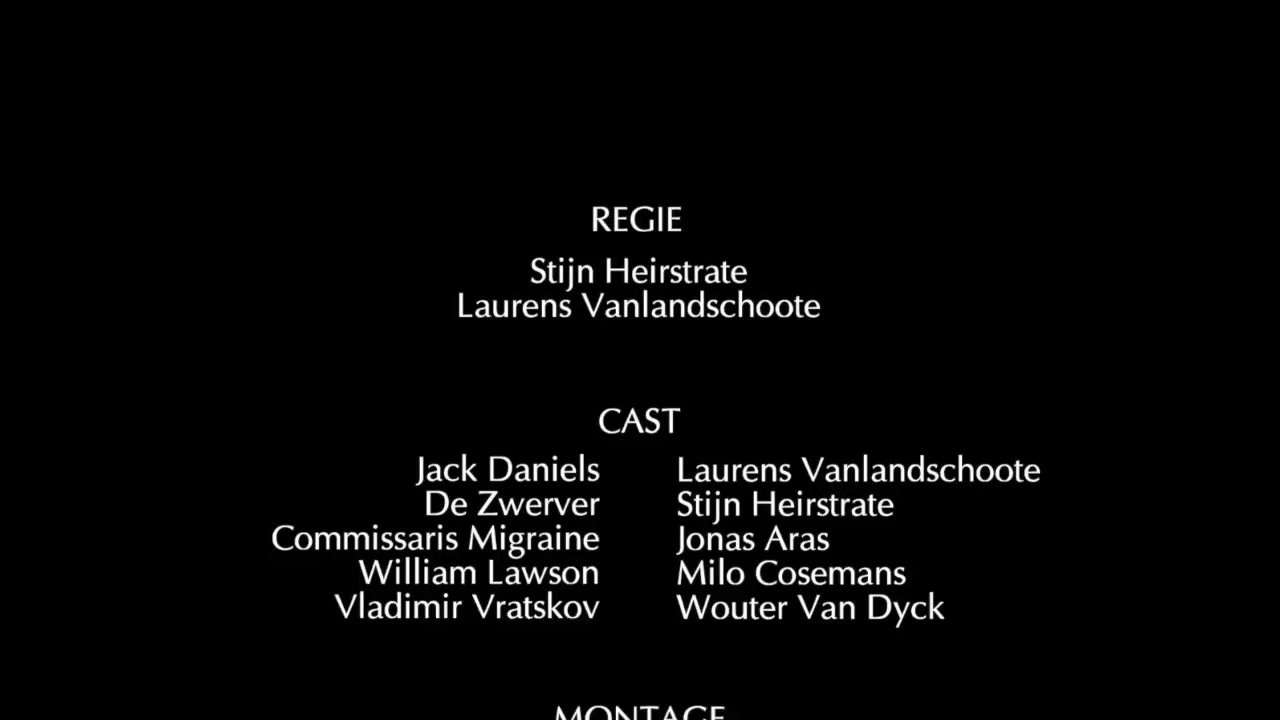 REGIE
Stijn Heirstrate
Laurens Vanlandschoote
CAST
Jack Daniels Laurens Vanlandschoote
De Zwerver Stijn Heirstrate
Commissaris Migraine Jonas Aras
William Lawson Milo Cosemans
Vladimir Vratskov Wouter Van Dyck
MONTAGE